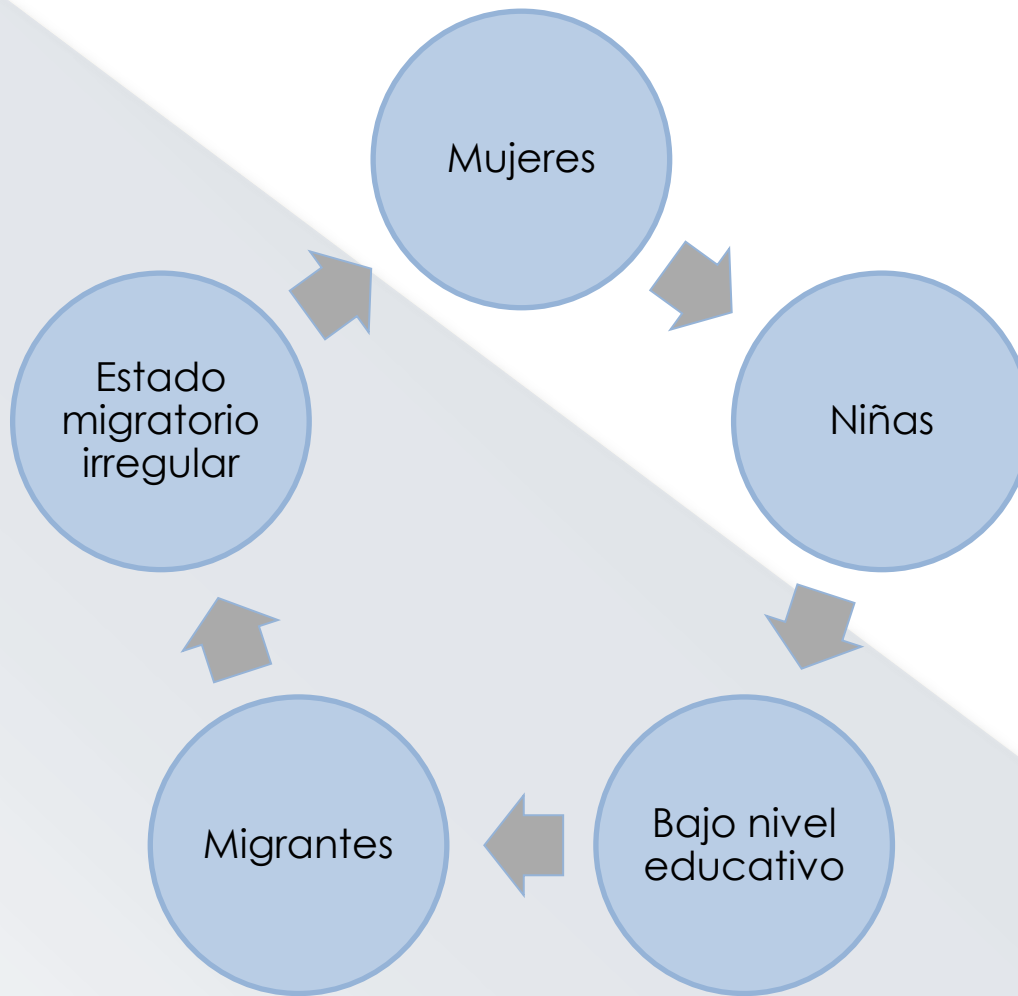 Mujeres
Niñas
Bajo nivel
educativo
Migrantes
Estado
migratorio
irregular